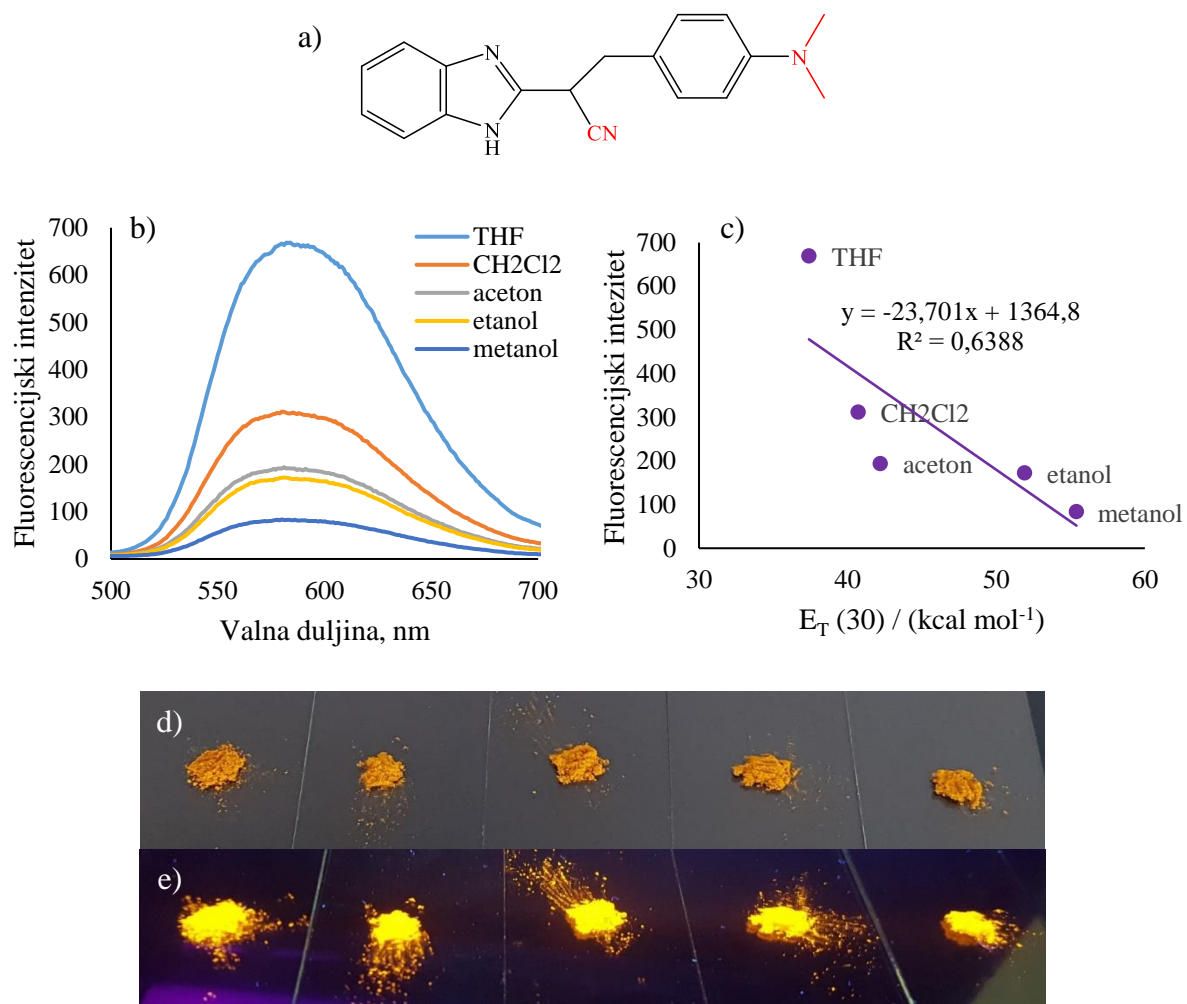 a)
N
N
H
CN
N
b)
Fluorescencijski intenzitet
700
600
500
400
300
200
100
0
THF
CH2Cl2
aceton
etanol
metanol
500
550
600
650
700
Valna duljina, nm
c)
Fluorescencijski intezitet
700
600
500
400
300
200
100
0
THF
y = -23,701x + 1364,8
R² = 0,6388
CH2Cl2
aceton
etanol
metanol
30
40
50
60
E_T (30) / (kcal mol⁻¹)
d)
e)